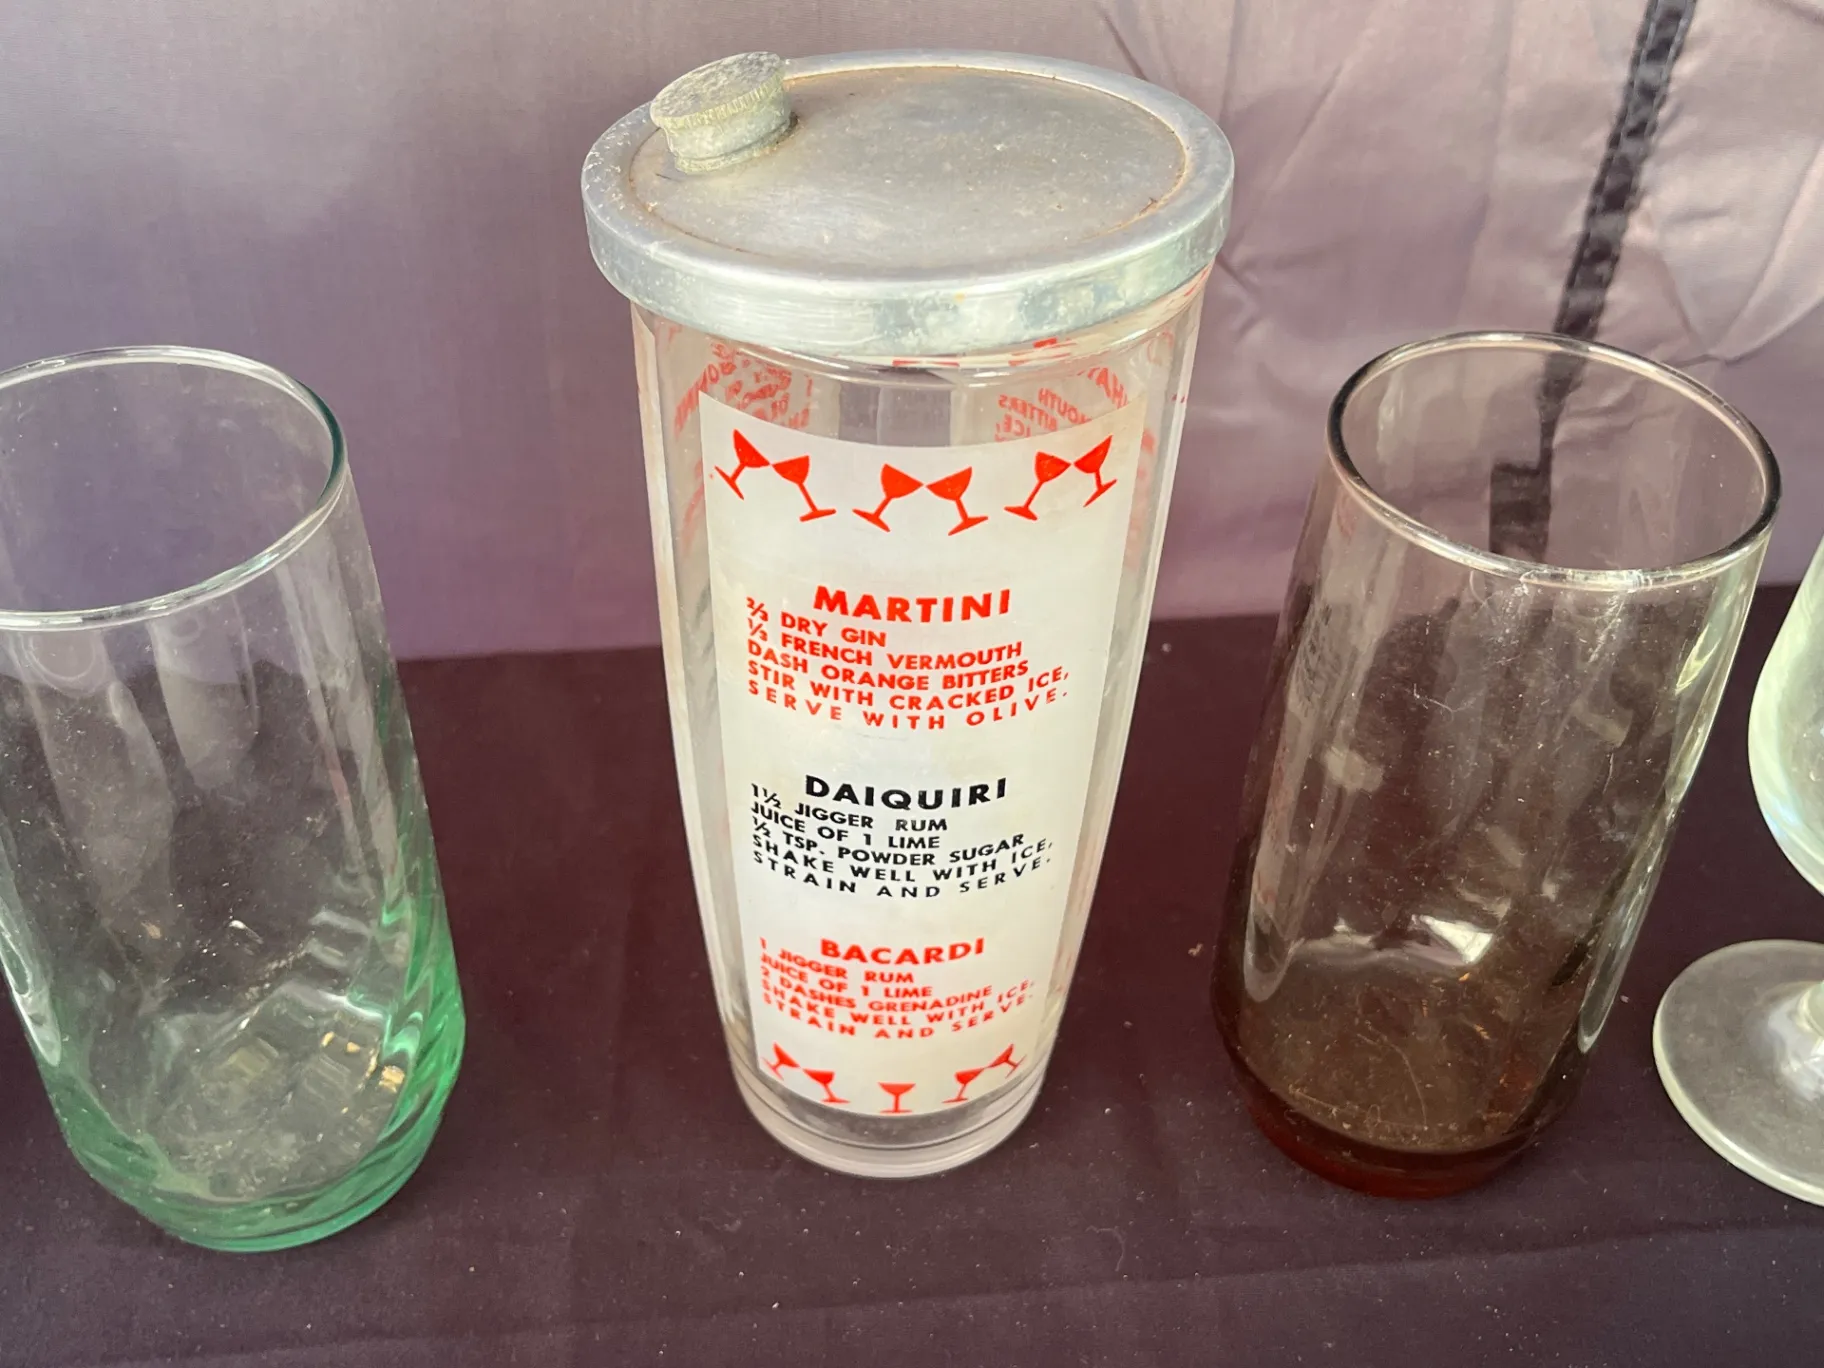 MARTINI
⅔ DRY GIN
⅓ FRENCH VERMOUTH
DASH ORANGE BITTERS
STIR WITH CRACKED ICE,
SERVE WITH OLIVE.
DAIQUIRI
1½ JIGGER RUM
JUICE OF 1 LIME
½ TSP. POWDER SUGAR
SHAKE WELL WITH ICE,
STRAIN AND SERVE.
BACARDI
1 JIGGER RUM
JUICE OF 1 LIME
2 DASHES GRENADINE
SHAKE WELL WITH ICE,
STRAIN AND SERVE.